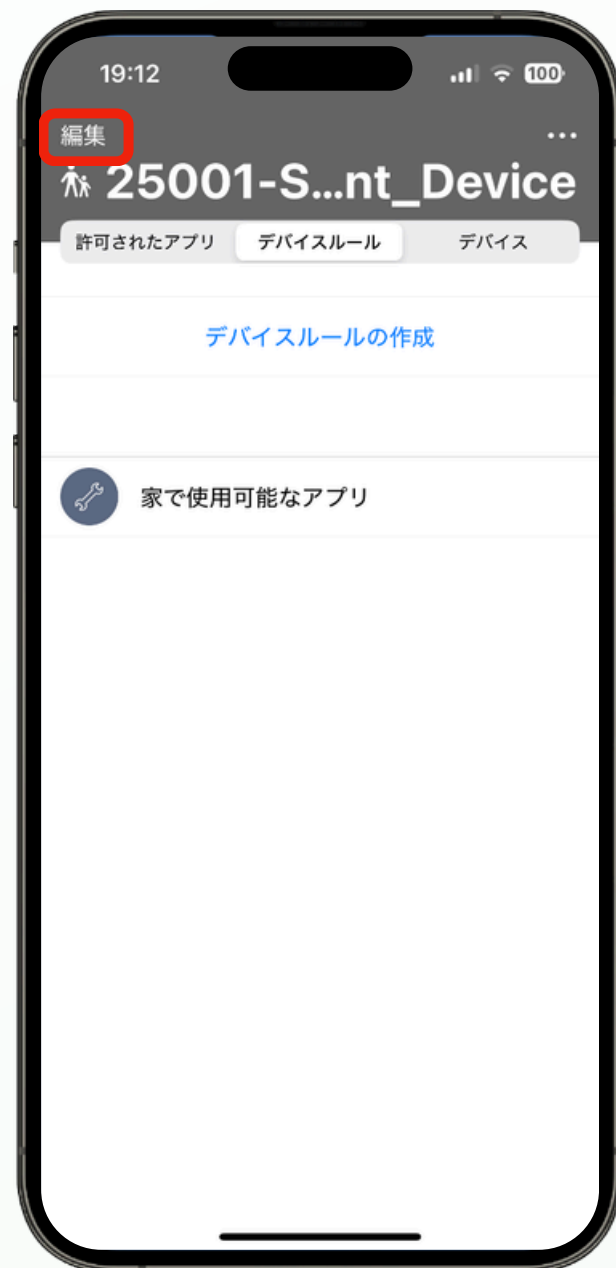 19:12
100
編集
...
25001-S...nt_Device
許可されたアプリ
デバイスルール
デバイス
デバイスルールの作成
家で使用可能なアプリ